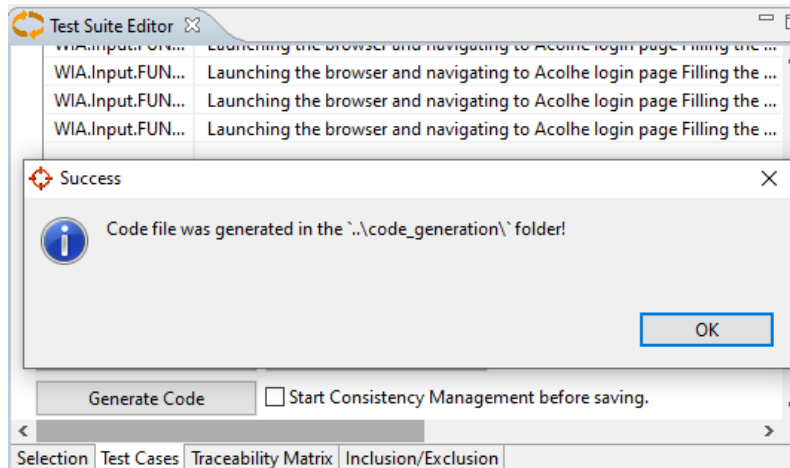 Test Suite Editor
WIA.Input.FUN... Launching the browser and navigating to Acolhe login page Filling the ...
WIA.Input.FUN... Launching the browser and navigating to Acolhe login page Filling the ...
WIA.Input.FUN... Launching the browser and navigating to Acolhe login page Filling the ...
WIA.Input.FUN... Launching the browser and navigating to Acolhe login page Filling the ...
Success
Code file was generated in the `..\code_generation\` folder!
OK
Generate Code Start Consistency Management before saving.
Selection Test Cases Traceability Matrix Inclusion/Exclusion